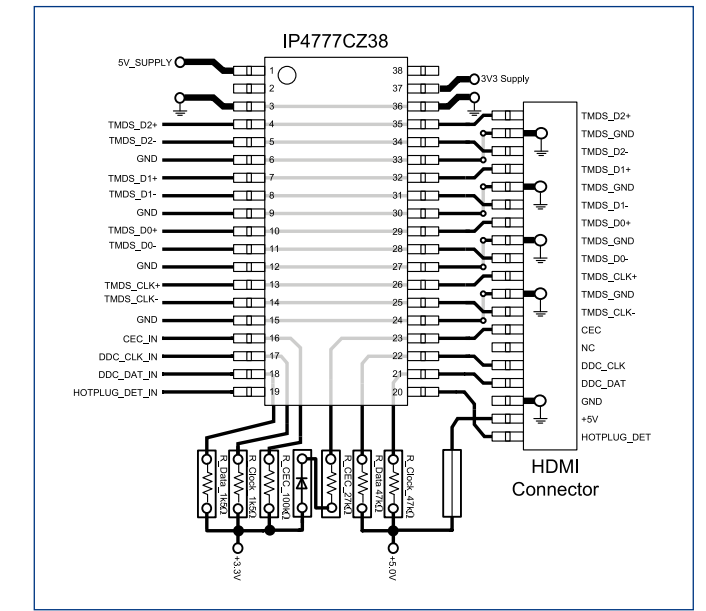 IP4777CZ38
5V_SUPPLY
1
38
3V3 Supply
2
37
3
36
TMDS_D2+
4
35
TMDS_D2+
TMDS_D2-
5
34
TMDS_GND
GND
6
33
TMDS_D2-
TMDS_D1+
7
32
TMDS_D1+
TMDS_D1-
8
31
TMDS_GND
GND
9
30
TMDS_D1-
TMDS_D0+
10
29
TMDS_D0+
TMDS_D0-
11
28
TMDS_GND
GND
12
27
TMDS_D0-
TMDS_CLK+
13
26
TMDS_CLK+
TMDS_CLK-
14
25
TMDS_GND
GND
15
24
TMDS_CLK-
CEC_IN
16
23
CEC
DDC_CLK_IN
17
22
NC
DDC_DAT_IN
18
21
DDC_CLK
HOTPLUG_DET_IN
19
20
DDC_DAT
GND
+5V
HOTPLUG_DET
HDMI
Connector
R_Data_1k5Ω
R_Clock_1k5Ω
R_CEC_100kΩ
R_CEC_27kΩ
R_Data 47kΩ
R_Clock_47kΩ
+3.3V
+5.0V